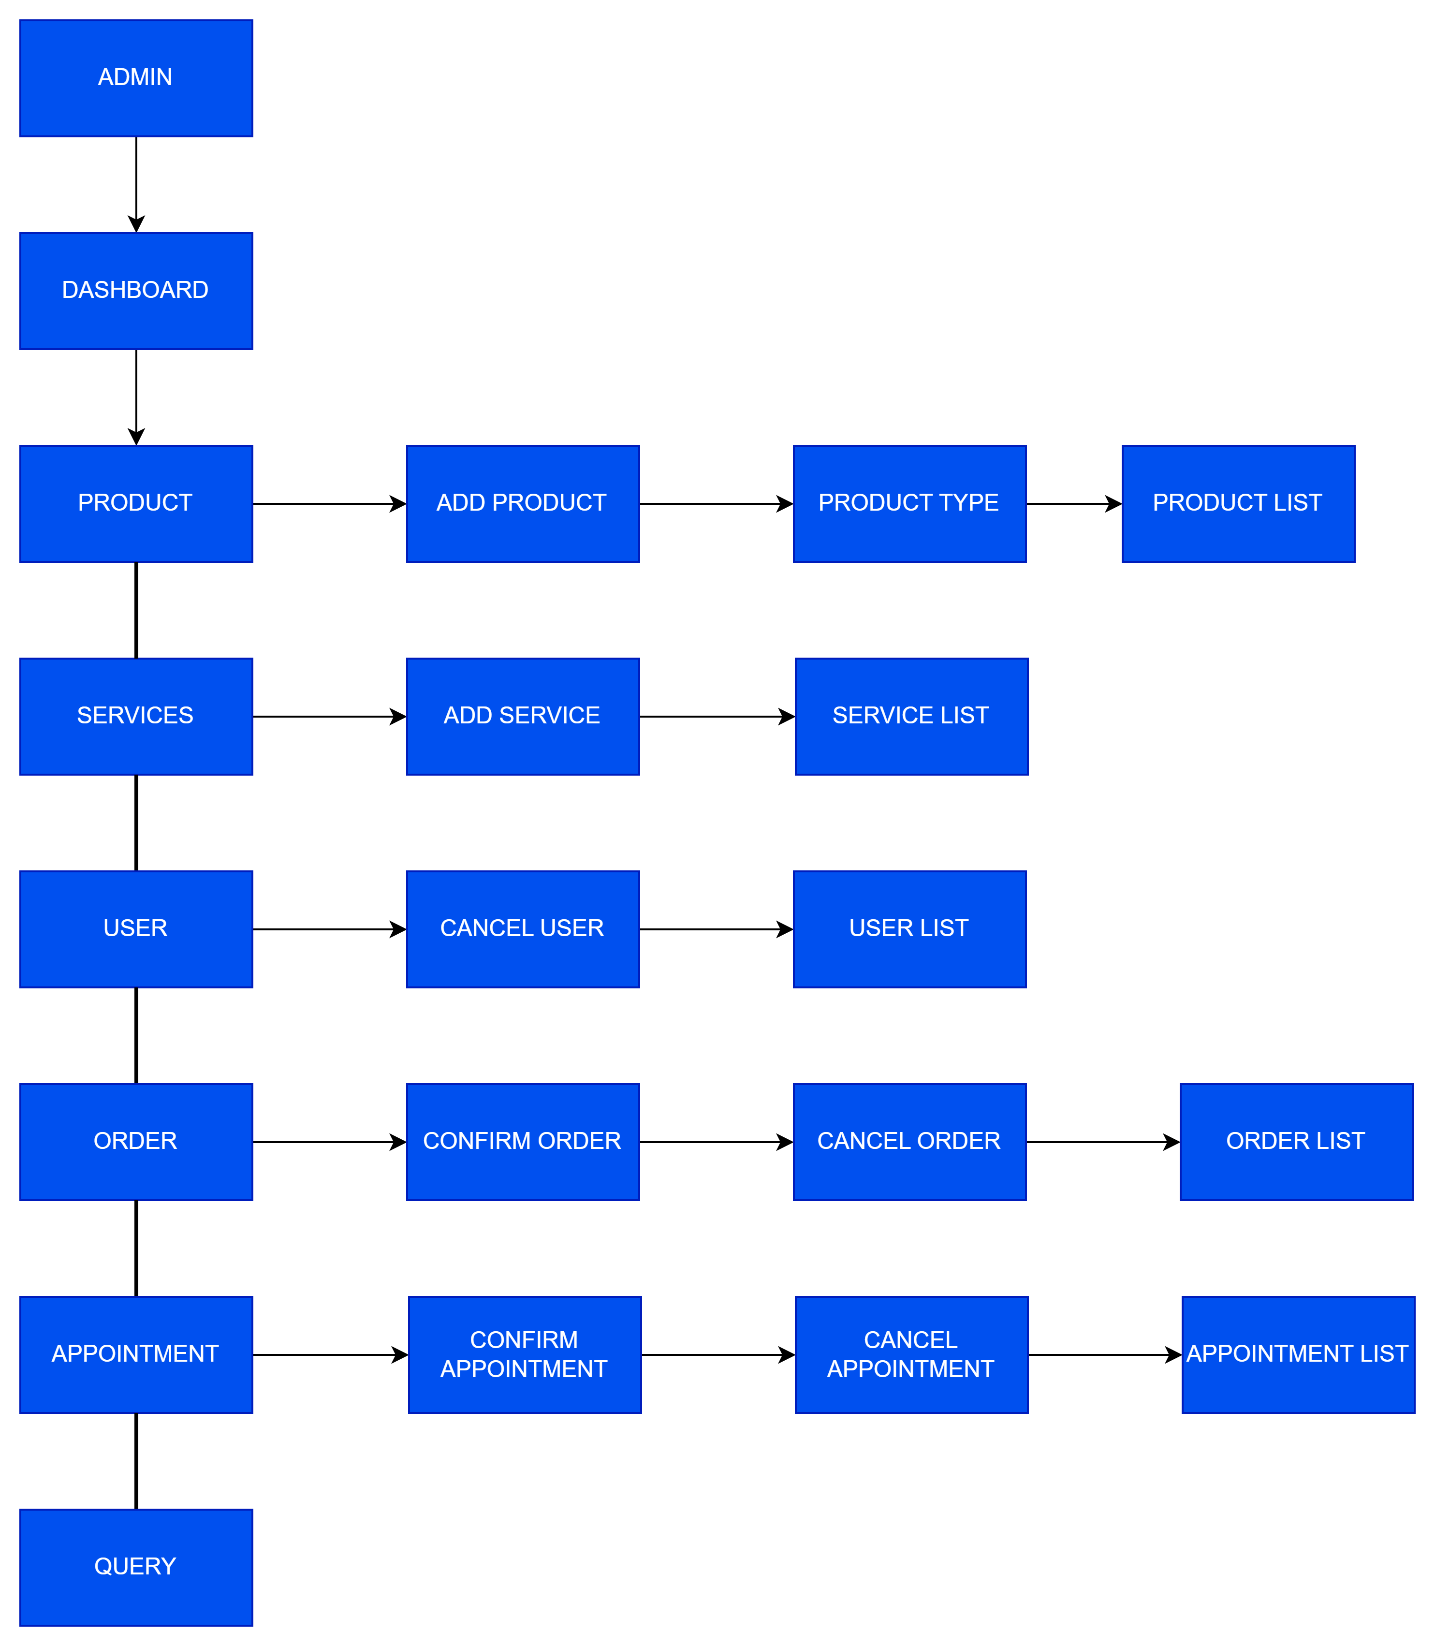 ADMIN
DASHBOARD
PRODUCT
ADD PRODUCT
PRODUCT TYPE
PRODUCT LIST
SERVICES
ADD SERVICE
SERVICE LIST
USER
CANCEL USER
USER LIST
ORDER
CONFIRM ORDER
CANCEL ORDER
ORDER LIST
APPOINTMENT
CONFIRM
APPOINTMENT
CANCEL
APPOINTMENT
APPOINTMENT LIST
QUERY